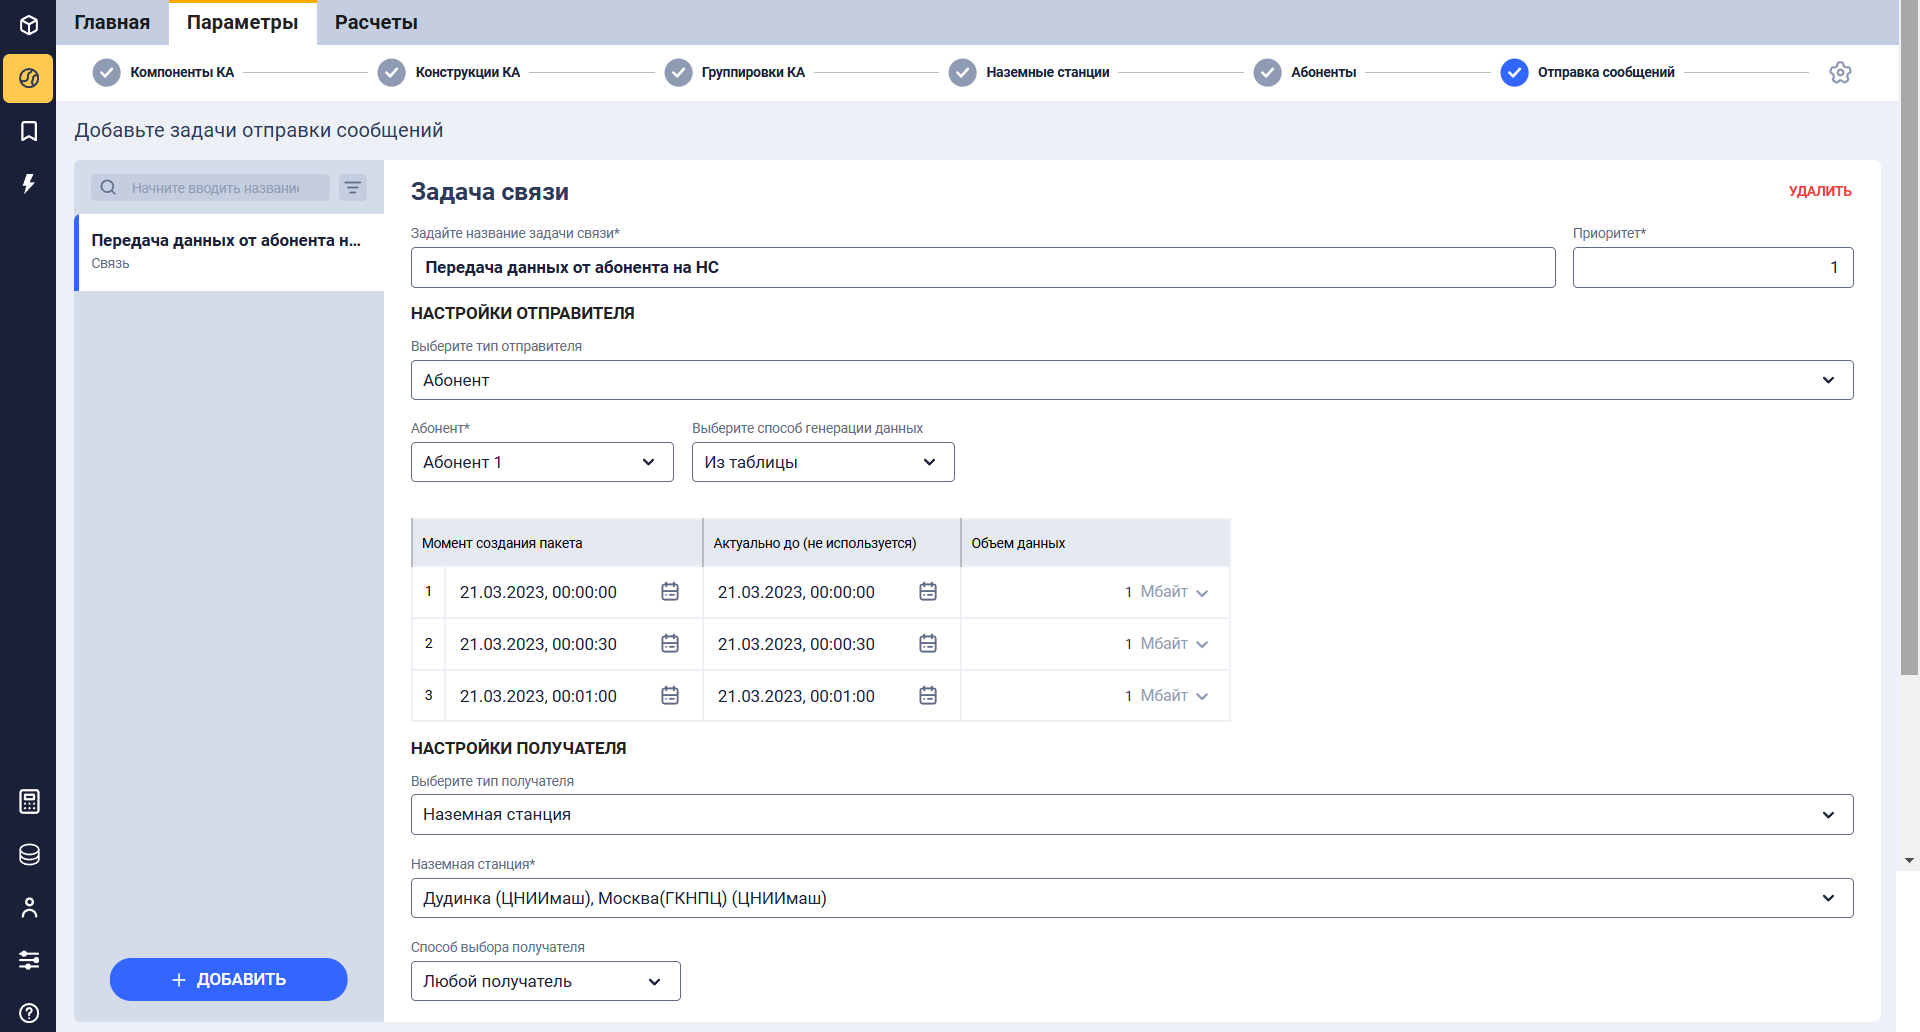 Главная Параметры Расчеты
Компоненты КА Конструкции КА Группировки КА Наземные станции Абоненты Отправка сообщений
Добавьте задачи отправки сообщений
Начните вводить названи
Передача данных от абонента н...
Связь
ДОБАВИТЬ
Задача связи
УДАЛИТЬ
Задайте название задачи связи* Приоритет*
Передача данных от абонента на НС 1
НАСТРОЙКИ ОТПРАВИТЕЛЯ
Выберите тип отправителя
Абонент
Абонент* Выберите способ генерации данных
Абонент 1 Из таблицы
Момент создания пакета Актуально до (не используется) Объем данных
1 21.03.2023, 00:00:00 21.03.2023, 00:00:00 1 Мбайт
2 21.03.2023, 00:00:30 21.03.2023, 00:00:30 1 Мбайт
3 21.03.2023, 00:01:00 21.03.2023, 00:01:00 1 Мбайт
НАСТРОЙКИ ПОЛУЧАТЕЛЯ
Выберите тип получателя
Наземная станция
Наземная станция*
Дудинка (ЦНИИмаш), Москва(ГКНПЦ) (ЦНИИмаш)
Способ выбора получателя
Любой получатель